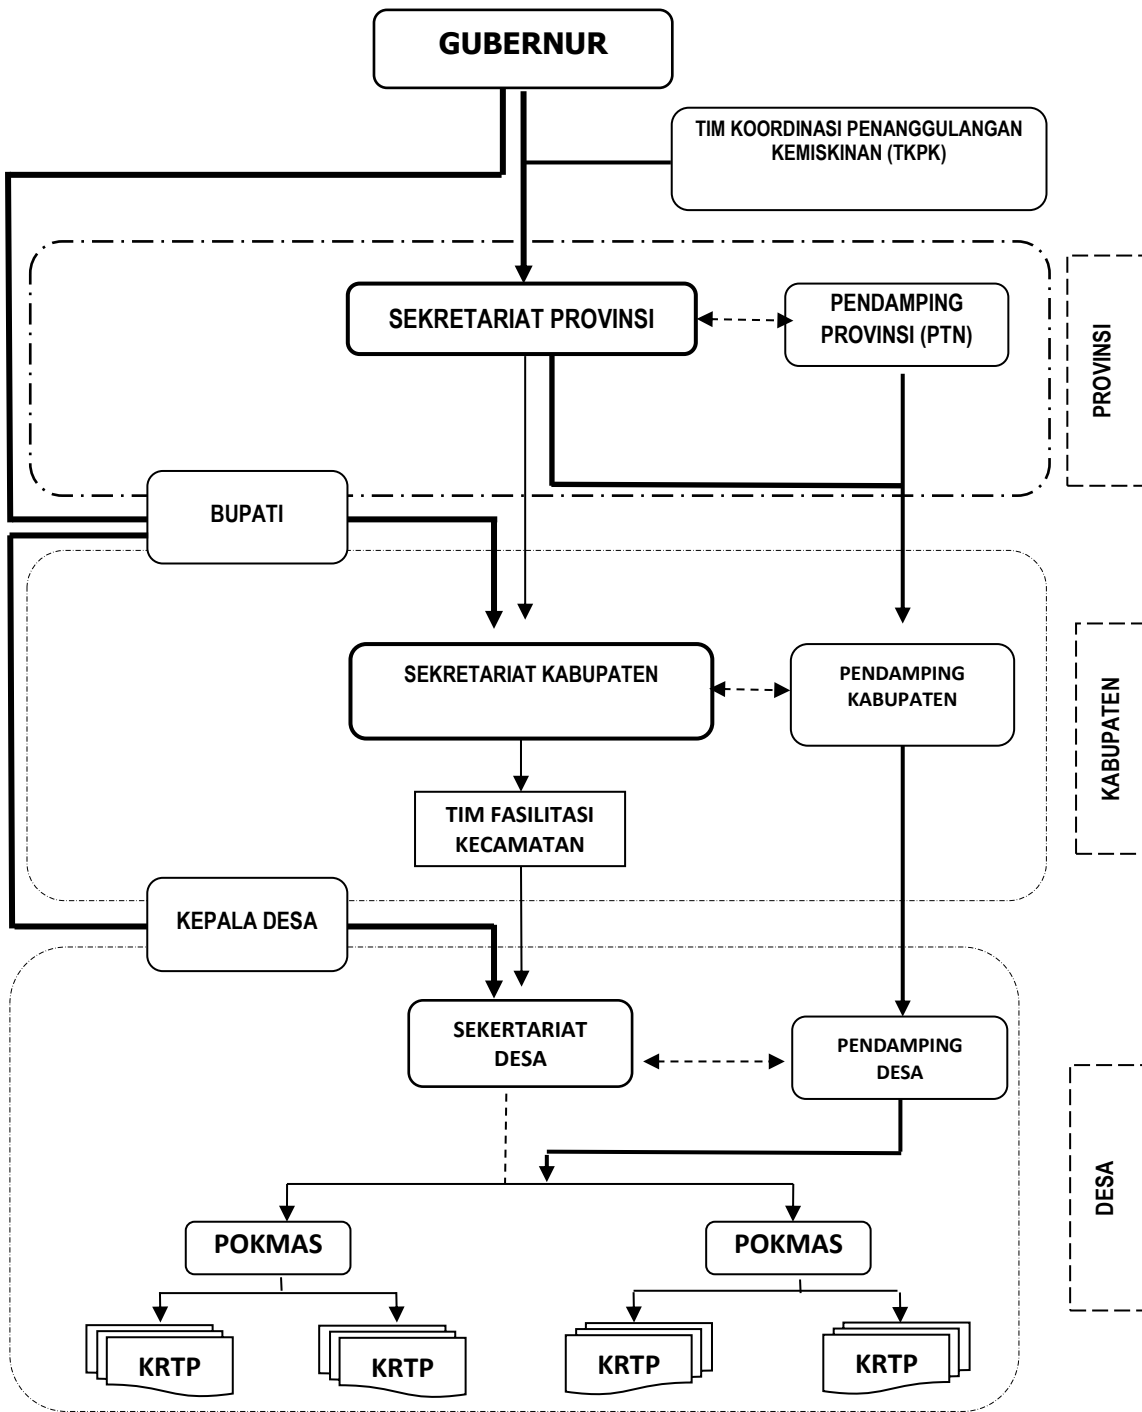 GUBERNUR
TIM KOORDINASI PENANGGULANGAN
KEMISKINAN (TKPK)
SEKRETARIAT PROVINSI
PENDAMPING
PROVINSI (PTN)
PROVINSI
BUPATI
SEKRETARIAT KABUPATEN
PENDAMPING
KABUPATEN
KABUPATEN
TIM FASILITASI
KECAMATAN
KEPALA DESA
SEKERTARIAT
DESA
PENDAMPING
DESA
DESA
POKMAS
POKMAS
KRTP
KRTP
KRTP
KRTP